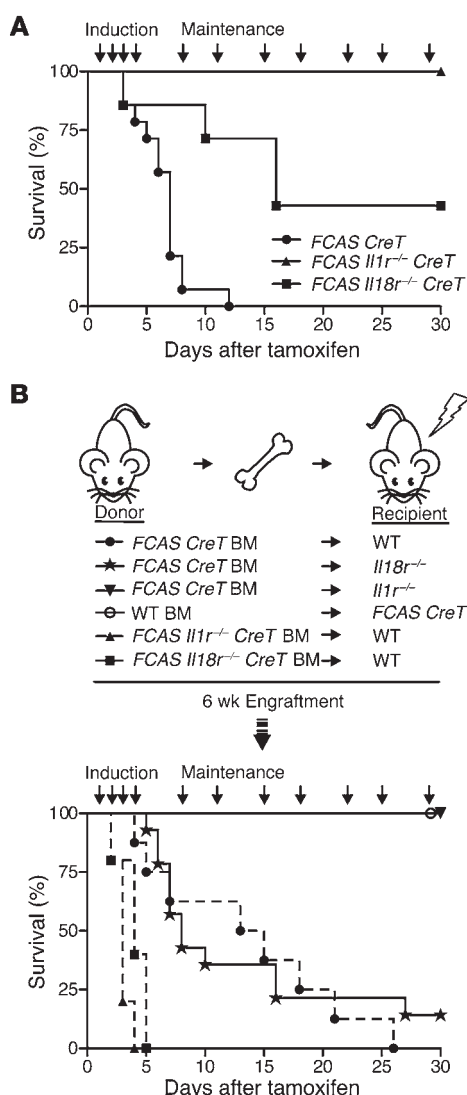 A
Induction Maintenance
100
75
50
25
0
Survival (%)
FCAS CreT
FCAS Il1r–/– CreT
FCAS Il18r–/– CreT
0 5 10 15 20 25 30
Days after tamoxifen
B
Donor Recipient
FCAS CreT BM WT
FCAS CreT BM Il18r–/–
FCAS CreT BM Il1r–/–
WT BM FCAS CreT
FCAS Il1r–/– CreT BM WT
FCAS Il18r–/– CreT BM WT
6 wk Engraftment
Induction Maintenance
100
75
50
25
0
Survival (%)
0 5 10 15 20 25 30
Days after tamoxifen